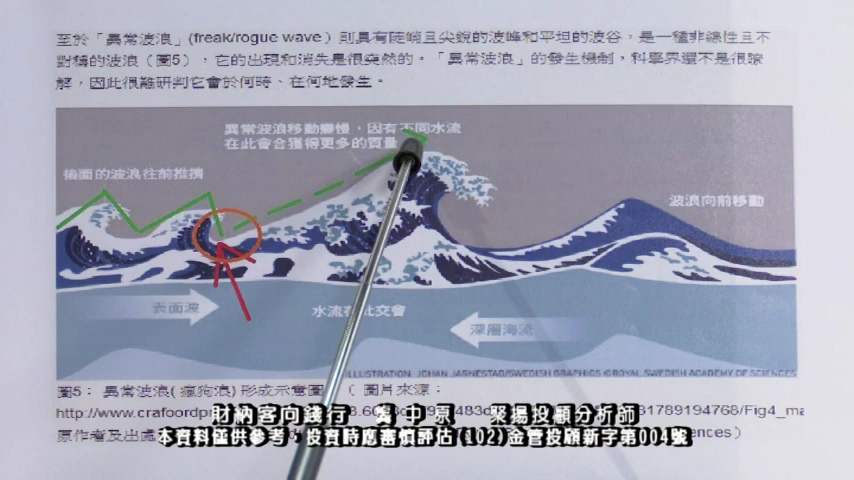 至於「異常波浪」(freak/rogue wave) 則具有陡峭且尖銳的波峰和平坦的波谷，是一種非線性且不
對稱的波浪（圖5），它的出現和消失是很突然的。「異常波浪」的發生機制，科學界還不是很瞭
解，因此很難研判它會於何時、在何地發生。
異常波浪移動變慢，因有不同水流
在此會合獲得更多的質量
後面的波浪往前推擠
波浪向前移動
表面波
水流在此交會
深層海流
ILLUSTRATION: JOHAN JARNESTAD/SWEDISH GRAPHICS ©ROYAL SWEDISH ACADEMY OF SCIENCES
圖5： 異常波浪( 瘋狗浪) 形成示意圖 （ 圖片來源：
http://www.crafoordp
31789194768/Fig4_ma
原作者及出處
ences）
財納客向錢行 中原 聚揚投顧分析師
本資料僅供參考，投資時應審慎評估(102)金管投顧新字第004號